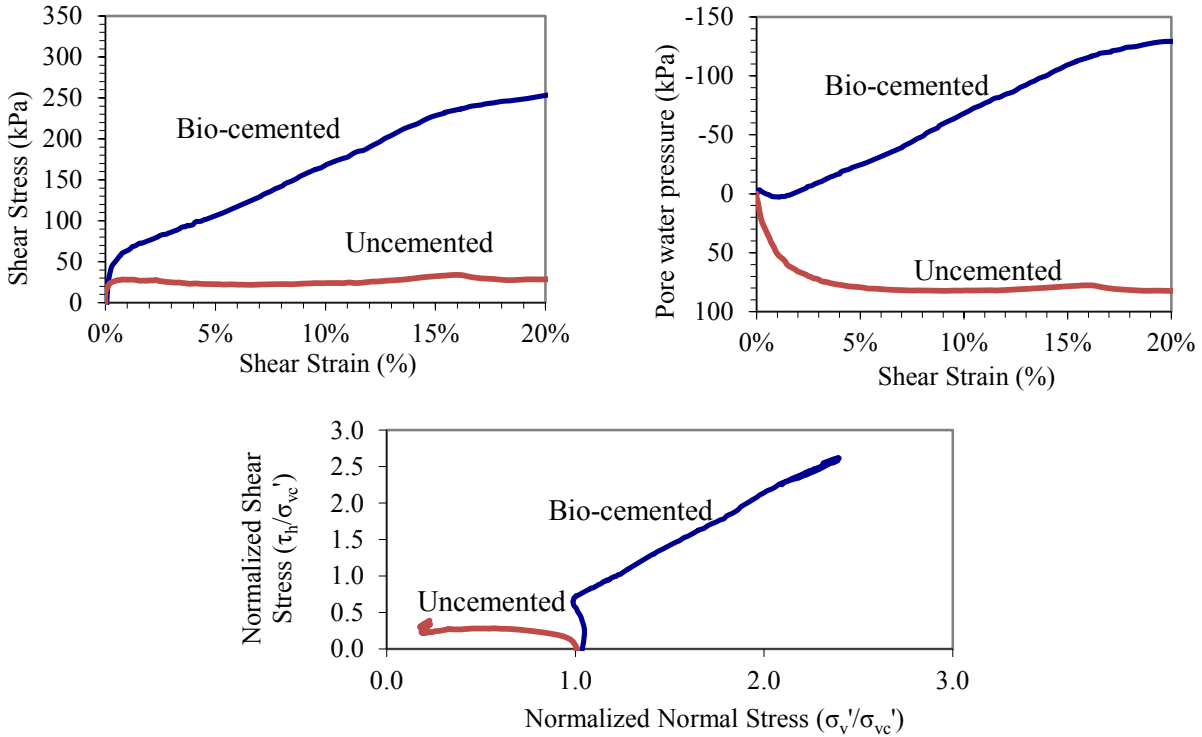 350
300
250
200
150
100
50
0
Shear Stress (kPa)
Bio-cemented
Uncemented
0% 5% 10% 15% 20%
Shear Strain (%)
-150
-100
-50
0
50
100
Pore water pressure (kPa)
Bio-cemented
Uncemented
0% 5% 10% 15% 20%
Shear Strain (%)
3.0
2.5
2.0
1.5
1.0
0.5
0.0
Normalized Shear
Stress (τh/σvc')
Bio-cemented
Uncemented
0.0 1.0 2.0 3.0
Normalized Normal Stress (σv'/σvc')